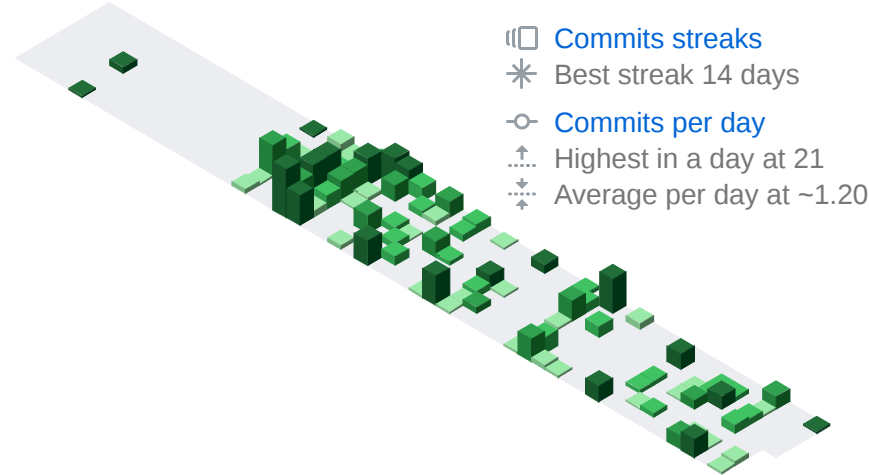 Commits streaks
Best streak 14 days
Commits per day
Highest in a day at 21
Average per day at ~1.20